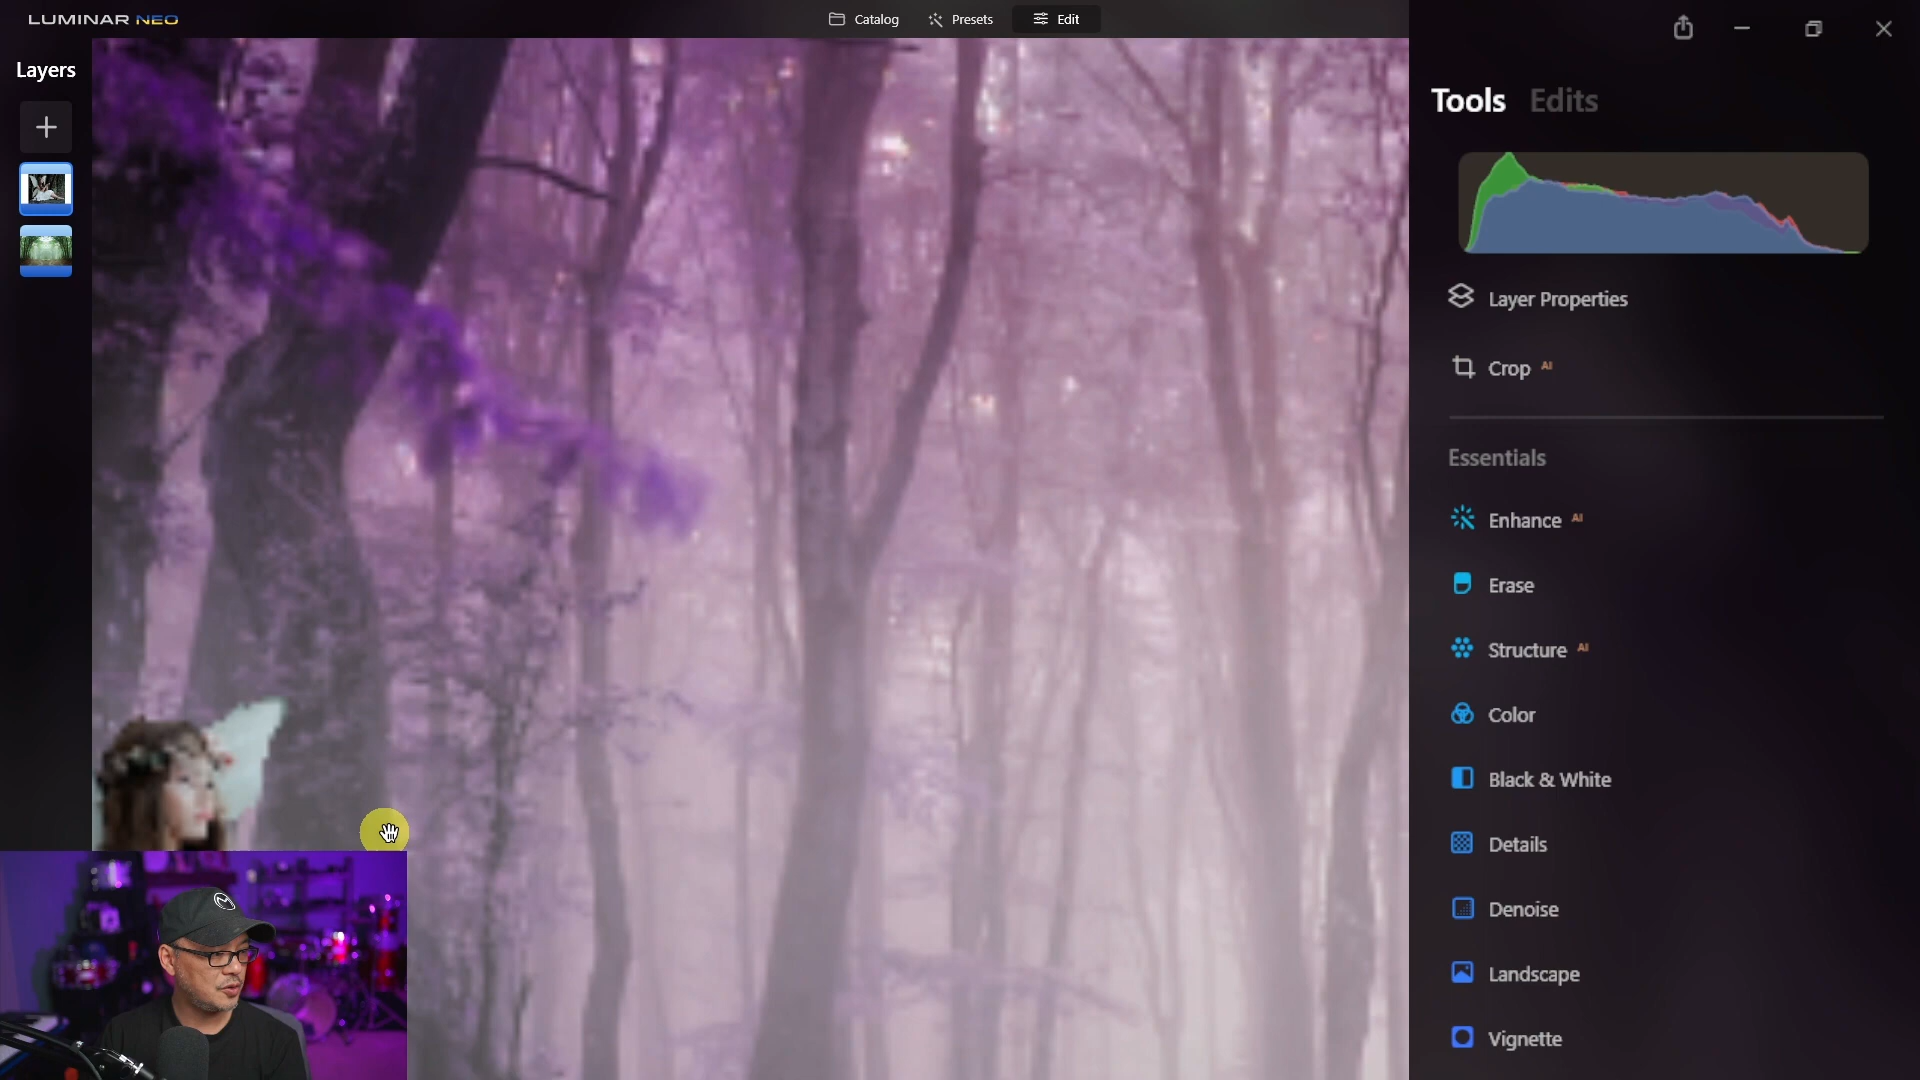 LUMINAR NEO
Catalog
Presets
Edit
Layers
Tools
Edits
Layer Properties
Crop AI
Essentials
Enhance AI
Erase
Structure AI
Color
Black & White
Details
Denoise
Landscape
Vignette